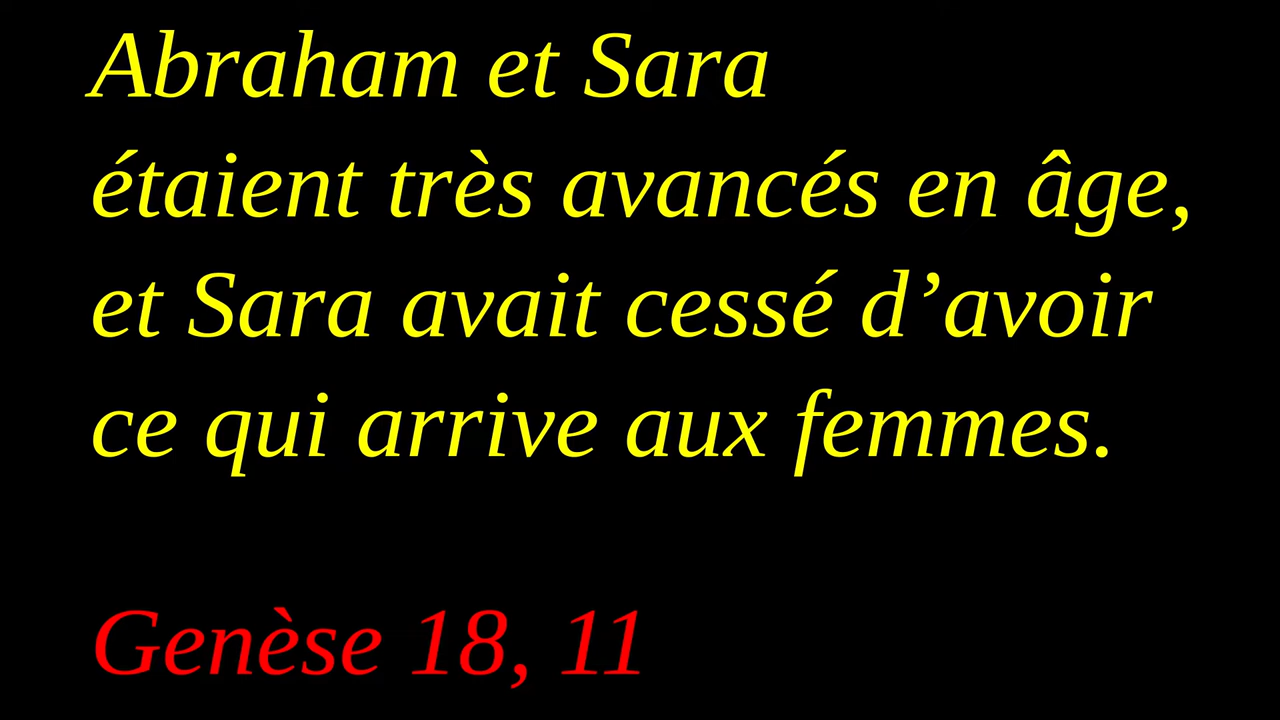 Abraham et Sara
étaient très avancés en âge,
et Sara avait cessé d’avoir
ce qui arrive aux femmes.
Genèse 18, 11